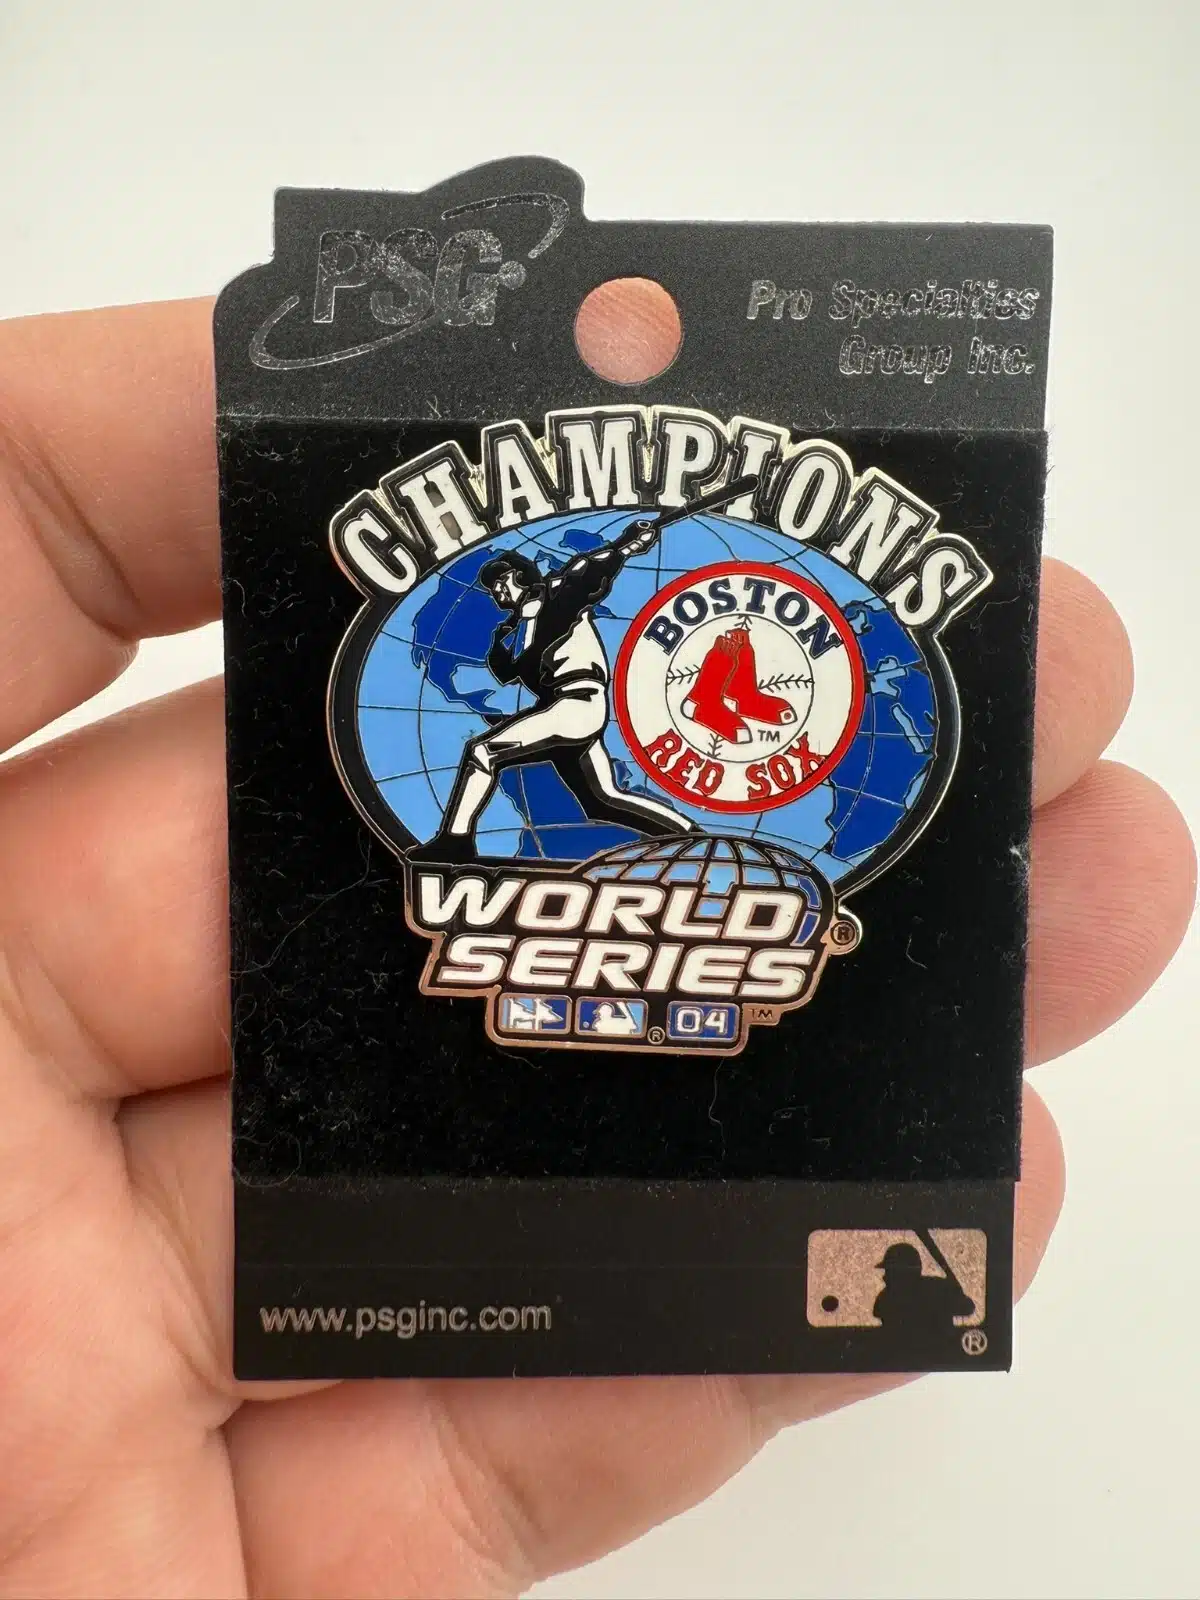 PSG
Pro Specialties
Group Inc.
CHAMPIONS
BOSTON
RED SOX
TM
WORLD
SERIES
®
® 04 TM
www.psginc.com
®